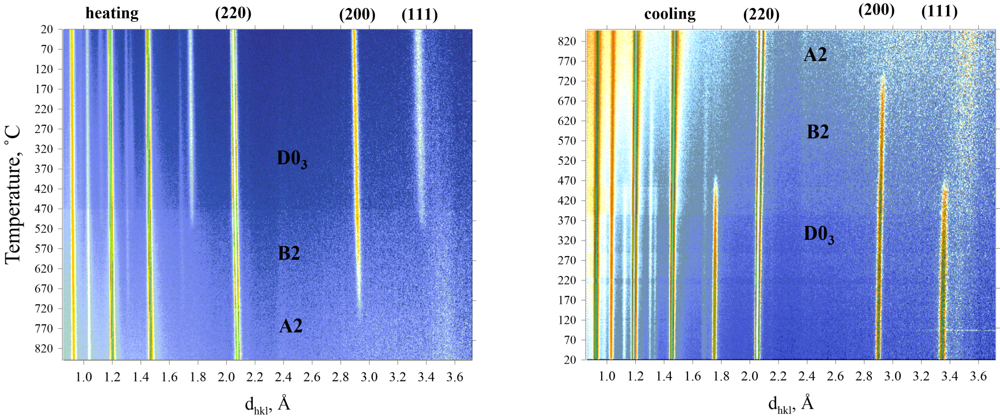 heating (220) (200) (111)
20
70
120
170
220
270
320
370
420
470
520
570
620
670
720
770
820
Temperature, °C
D0₃
B2
A2
1.0 1.2 1.4 1.6 1.8 2.0 2.2 2.4 2.6 2.8 3.0 3.2 3.4 3.6
dhkl, Å
cooling (220) (200) (111)
820
770
720
670
620
570
520
470
420
370
320
270
220
170
120
70
20
A2
B2
D0₃
1.0 1.2 1.4 1.6 1.8 2.0 2.2 2.4 2.6 2.8 3.0 3.2 3.4 3.6
dhkl, Å